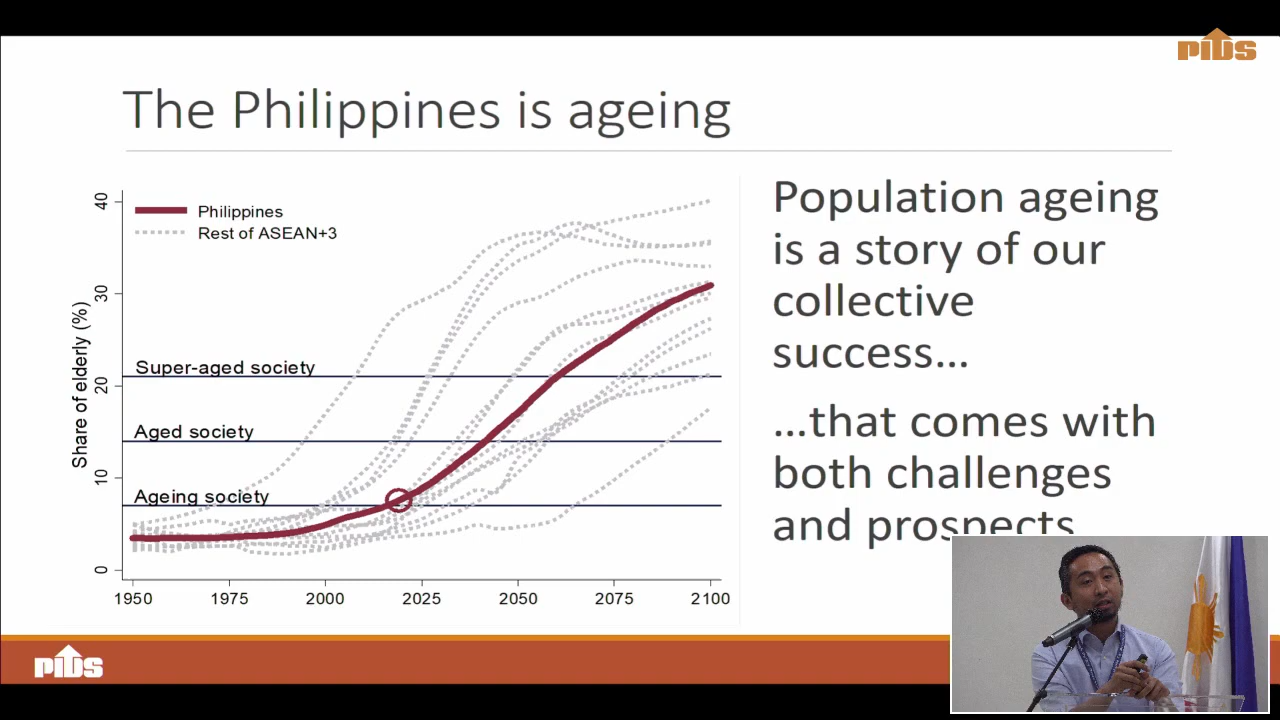 PIDS
The Philippines is ageing
40
30
20
10
0
Share of elderly (%)
Philippines
Rest of ASEAN+3
Super-aged society
Aged society
Ageing society
1950 1975 2000 2025 2050 2075 2100
Population ageing
is a story of our
collective
success…
…that comes with
both challenges
and prospects
PIDS